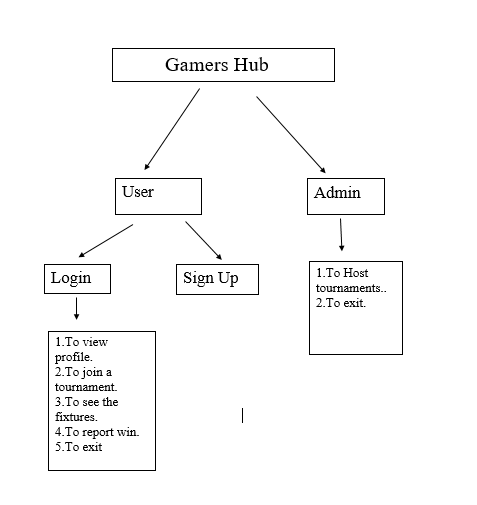 Gamers Hub
User
Admin
Login
Sign Up
1.To Host
tournaments..
2.To exit.
1.To view
profile.
2.To join a
tournament.
3.To see the
fixtures.
4.To report win.
5.To exit